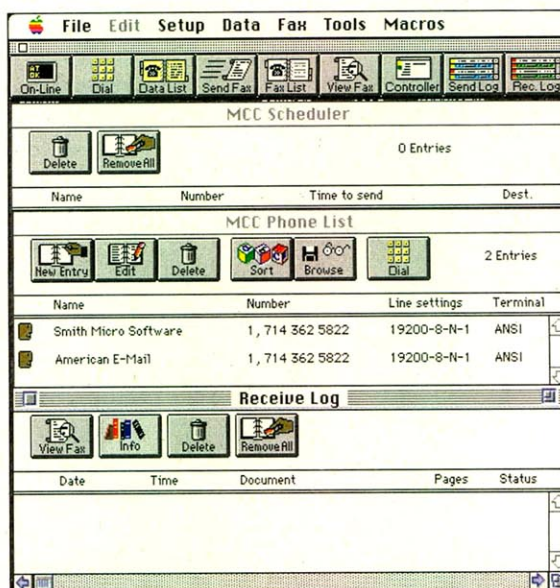 File Edit Setup Data Fax Tools Macros
AT OK
On-Line Dial Data List Send Fax Fax List View Fax Controller Send Log Rec. Log
MCC Scheduler
Delete Remove All 0 Entries
Name Number Time to send Dest.
MCC Phone List
New Entry Edit Delete Sort Browse Dial 2 Entries
Name Number Line settings Terminal
Smith Micro Software 1, 714 362 5822 19200-8-N-1 ANSI
American E-Mail 1, 714 362 5822 19200-8-N-1 ANSI
Receive Log
View Fax Info Delete Remove All
Date Time Document Pages Status